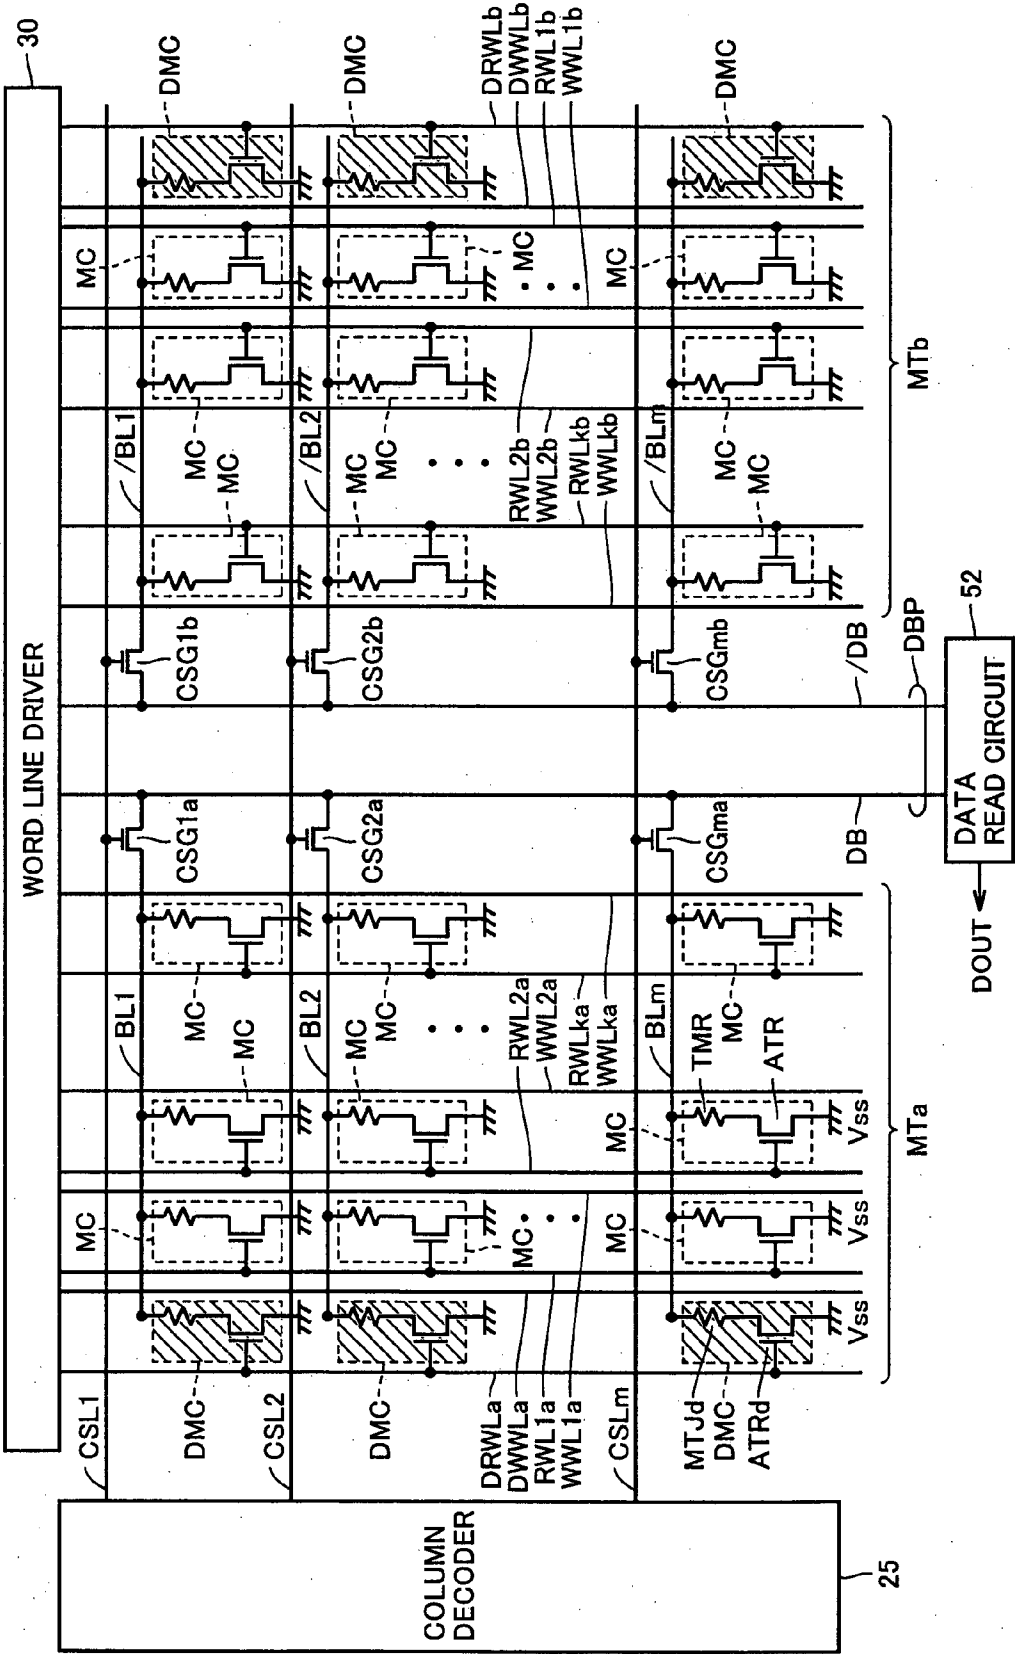 WORD LINE DRIVER
30
CSL1
MC
MC
BL1
/BL1
CSG1a
CSG1b
DMC
DMC
MC
MC
MC
MC
CSL2
BL2
/BL2
MC
MC
DMC
CSG2a
CSG2b
DMC
MC
MC
COLUMN
DECODER
DRWLa
DWWLa
RWL1a
WWL1a
MC
RWL2a
WWL2a
RWLka
WWLka
RWL2b
WWL2b
RWLkb
WWLkb
MC
DRWLb
DWWLb
RWL1b
WWL1b
CSLm
MC
MC
MC
BLm
/BLm
MTJd
DMC
ATRd
TMR
MC
ATR
CSGma
CSGmb
MC
MC
DMC
Vss
Vss
Vss
DB
/DB
25
MTa
DBP
MTb
DOUT
DATA
READ CIRCUIT
52